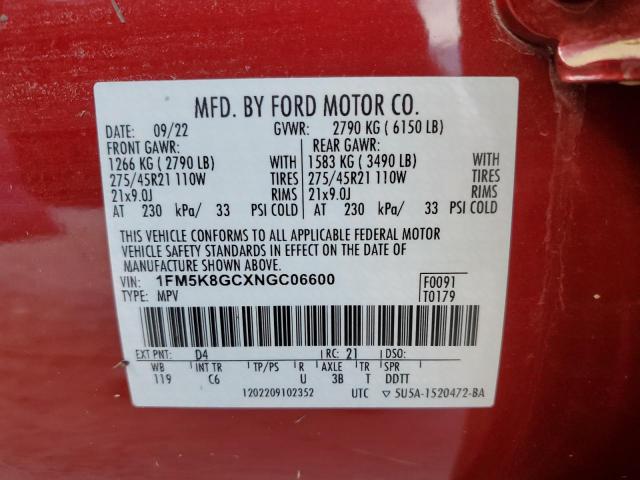 MFD. BY FORD MOTOR CO.
DATE: 09/22 GVWR: 2790 KG ( 6150 LB)
FRONT GAWR: REAR GAWR:
1266 KG ( 2790 LB) WITH 1583 KG ( 3490 LB) WITH
275/45R21 110W TIRES 275/45R21 110W TIRES
21x9.0J RIMS 21x9.0J RIMS
AT 230 kPa/ 33 PSI COLD AT 230 kPa/ 33 PSI COLD
THIS VEHICLE CONFORMS TO ALL APPLICABLE FEDERAL MOTOR
VEHICLE SAFETY STANDARDS IN EFFECT ON THE DATE OF
MANUFACTURE SHOWN ABOVE.
VIN: 1FM5K8GCXNGC06600 F0091
TYPE: MPV T0179
EXT PNT: D4 RC: 21 DSO:
WB INT TR TP/PS R AXLE TR SPR
119 C6 U 3B T DDTT
1202209102352 UTC ▽ 5U5A-1520472-BA